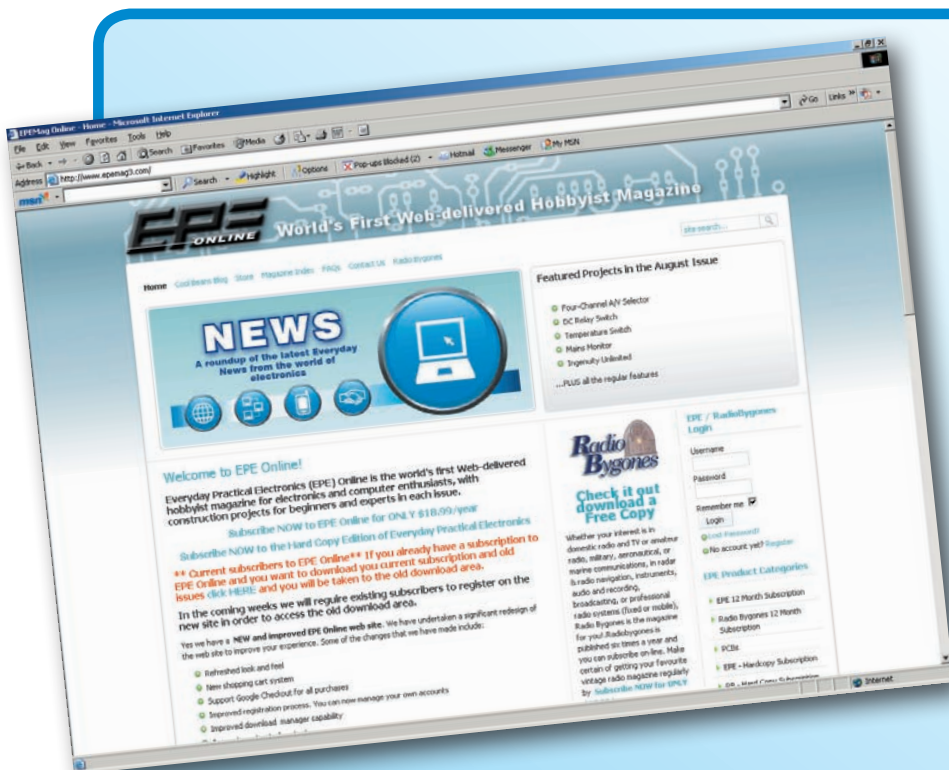 EPEMag Online - Home - Microsoft Internet Explorer
File Edit View Favorites Tools Help
Back Search Favorites Media
Address http://www.epemag3.com/ Go Links
msn Search Highlight Options Pop-ups Blocked (2) Hotmail Messenger My MSN
EPE ONLINE World's First Web-delivered Hobbyist Magazine
site search...
Home Cool Beans Blog Store Magazine Index FAQs Contact Us Radio Bygones
NEWS
A roundup of the latest Everyday
News from the world of
electronics
Featured Projects in the August Issue
Four-Channel A/V Selector
DC Relay Switch
Temperature Switch
Mains Monitor
Ingenuity Unlimited
...PLUS all the regular features
Welcome to EPE Online!
Everyday Practical Electronics (EPE) Online is the world's first Web-delivered
hobbyist magazine for electronics and computer enthusiasts, with
construction projects for beginners and experts in each issue.
Subscribe NOW to EPE Online for ONLY $18.99/year
Subscribe NOW to the Hard Copy Edition of Everyday Practical Electronics
** Current subscribers to EPE Online** If you already have a subscription to
EPE Online and you want to download you current subscription and old
issues click HERE and you will be taken to the old download area.
In the coming weeks we will require existing subscribers to register on the
new site in order to access the old download area.
Yes we have a NEW and improved EPE Online web site. We have undertaken a significant redesign of
the web site to improve your experience. Some of the changes that we have made include:
Refreshed look and feel
New shopping cart system
Support Google Checkout for all purchases
Improved registration process. You can now manage your own accounts
Improved download manager capability
Radio
Bygones
Check it out
download a
Free Copy
Whether your interest is in
domestic radio and TV or amateur
radio, military, aeronautical, or
marine communications, in radar
& radio navigation, instruments,
audio and recording,
broadcasting, or professional
radio systems (fixed or mobile),
Radio Bygones is the magazine
for you! Radiobygones is
published six times a year and
you can subscribe on-line. Make
certain of getting your favourite
vintage radio magazine regularly
by Subscribe NOW for ONLY
EPE / RadioBygones
Login
Username
Password
Remember me
Login
Lost Password?
No account yet? Register
EPE Product Categories
EPE 12 Month Subscription
Radio Bygones 12 Month
Subscription
PCBs
EPE - Hardcopy Subscription
RB - Hard Copy Subscription
Internet